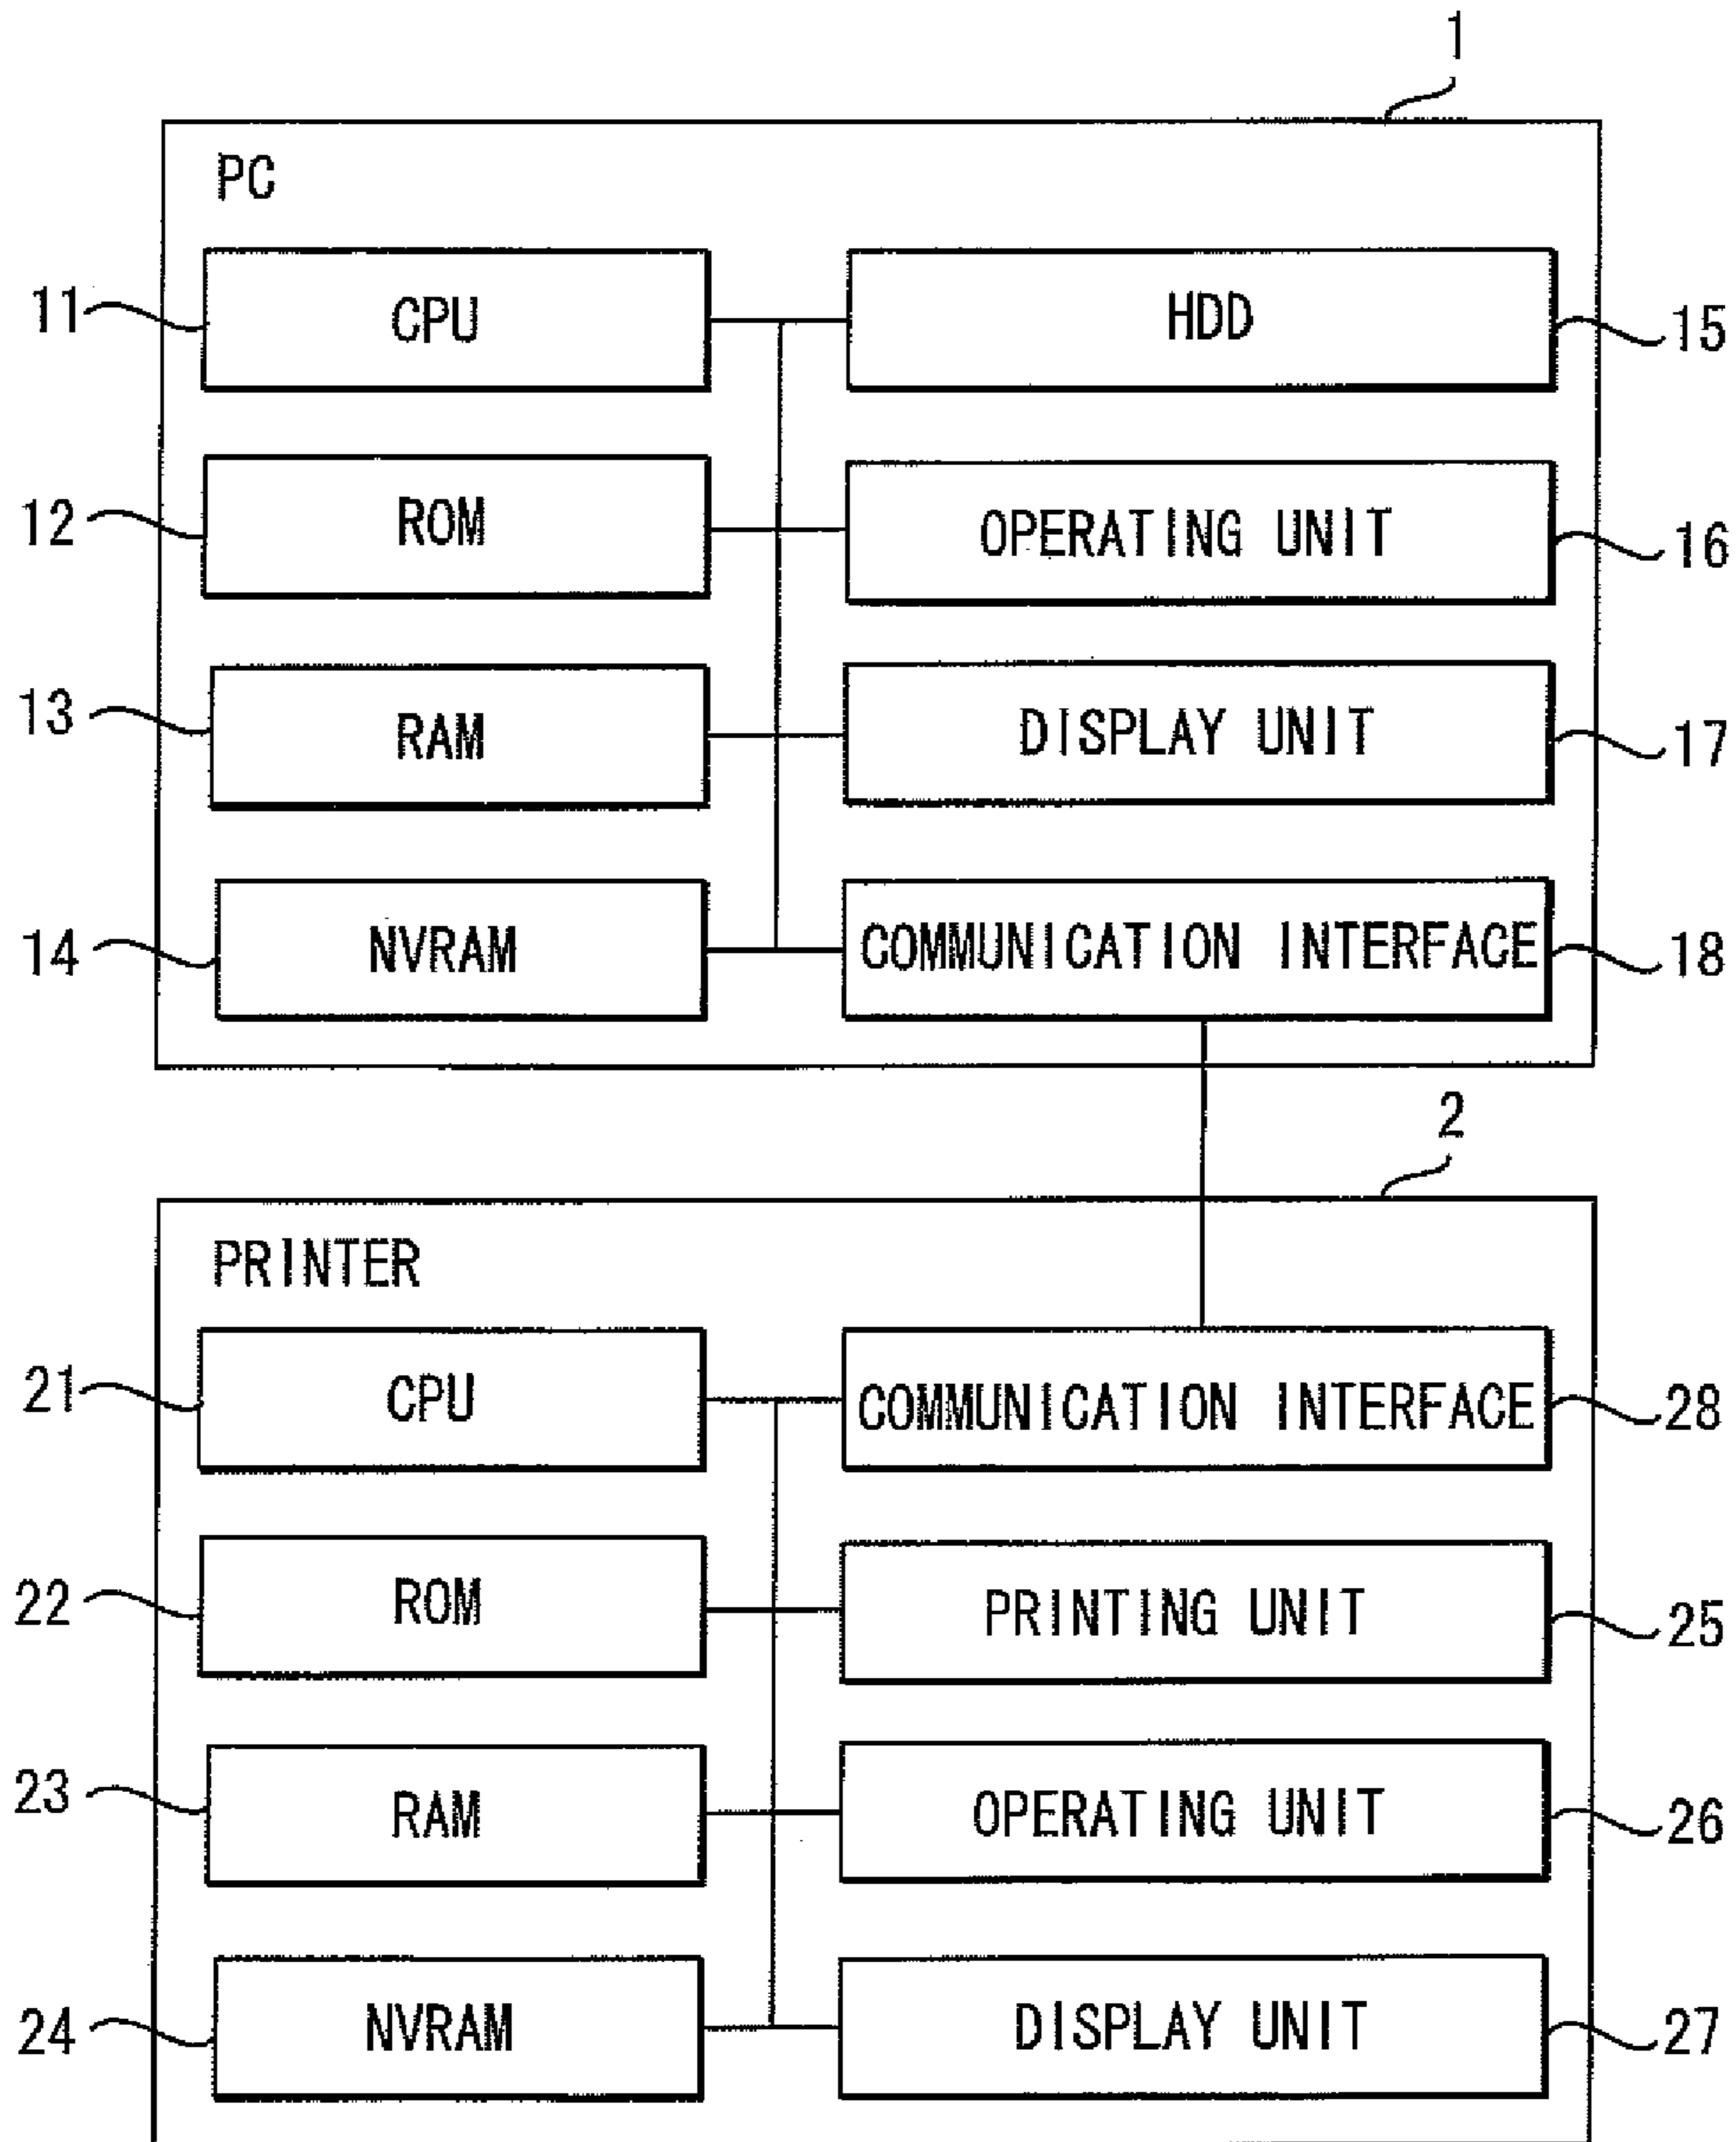 1
PC
11 CPU HDD 15
12 ROM OPERATING UNIT 16
13 RAM DISPLAY UNIT 17
14 NVRAM COMMUNICATION INTERFACE 18
2
PRINTER
21 CPU COMMUNICATION INTERFACE 28
22 ROM PRINTING UNIT 25
23 RAM OPERATING UNIT 26
24 NVRAM DISPLAY UNIT 27